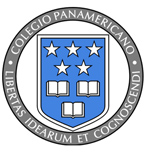 COLEGIO PANAMERICANO
LIBERTAS IDEARUM ET COGNOSCENDI